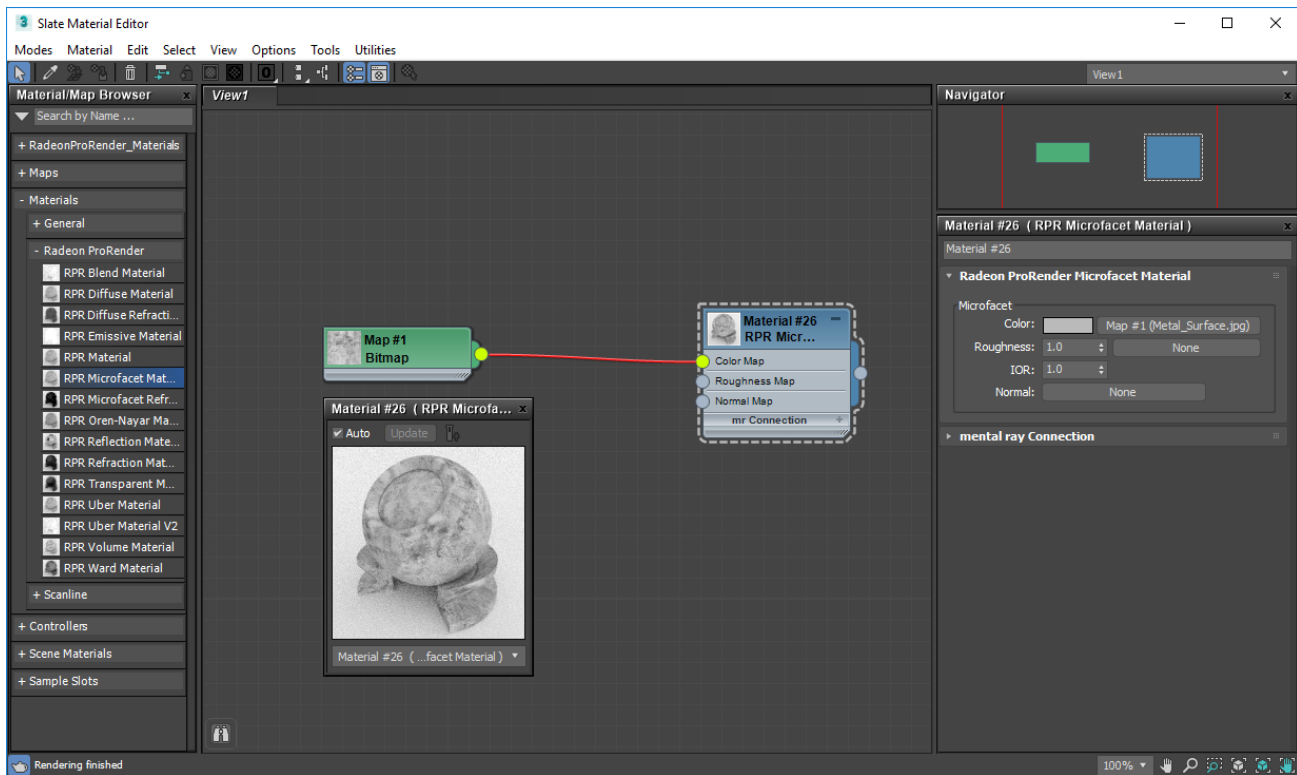 Slate Material Editor
Modes Material Edit Select View Options Tools Utilities
View1
Material/Map Browser x
Search by Name ...
+ RadeonProRender_Materials
+ Maps
- Materials
+ General
- Radeon ProRender
RPR Blend Material
RPR Diffuse Material
RPR Diffuse Refracti...
RPR Emissive Material
RPR Material
RPR Microfacet Mat...
RPR Microfacet Refr...
RPR Oren-Nayar Ma...
RPR Reflection Mate...
RPR Refraction Mat...
RPR Transparent M...
RPR Uber Material
RPR Uber Material V2
RPR Volume Material
RPR Ward Material
+ Scanline
+ Controllers
+ Scene Materials
+ Sample Slots
View1
Map #1
Bitmap
Material #26
RPR Micr...
Color Map
Roughness Map
Normal Map
mr Connection +
Material #26 ( RPR Microfa... x
Auto Update
Material #26 ( ...facet Material )
Navigator x
Material #26 ( RPR Microfacet Material ) x
Material #26
Radeon ProRender Microfacet Material
Microfacet
Color: Map #1 (Metal_Surface.jpg)
Roughness: 1.0 None
IOR: 1.0
Normal: None
mental ray Connection
Rendering finished
100%